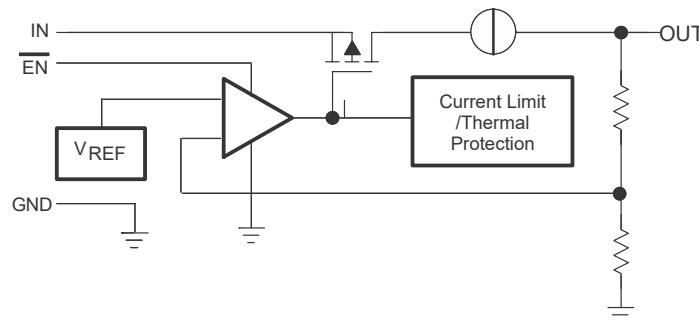 IN
OUT
EN
Current Limit
/Thermal
Protection
VREF
GND